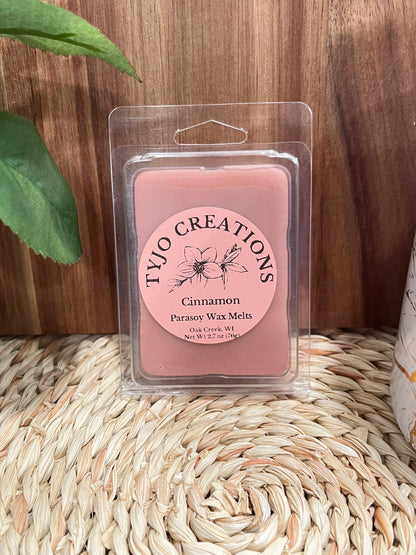 TYJO CREATIONS
Cinnamon
Parasoy Wax Melts
Oak Creek, WI
Net Wt 2.7 oz (76g)